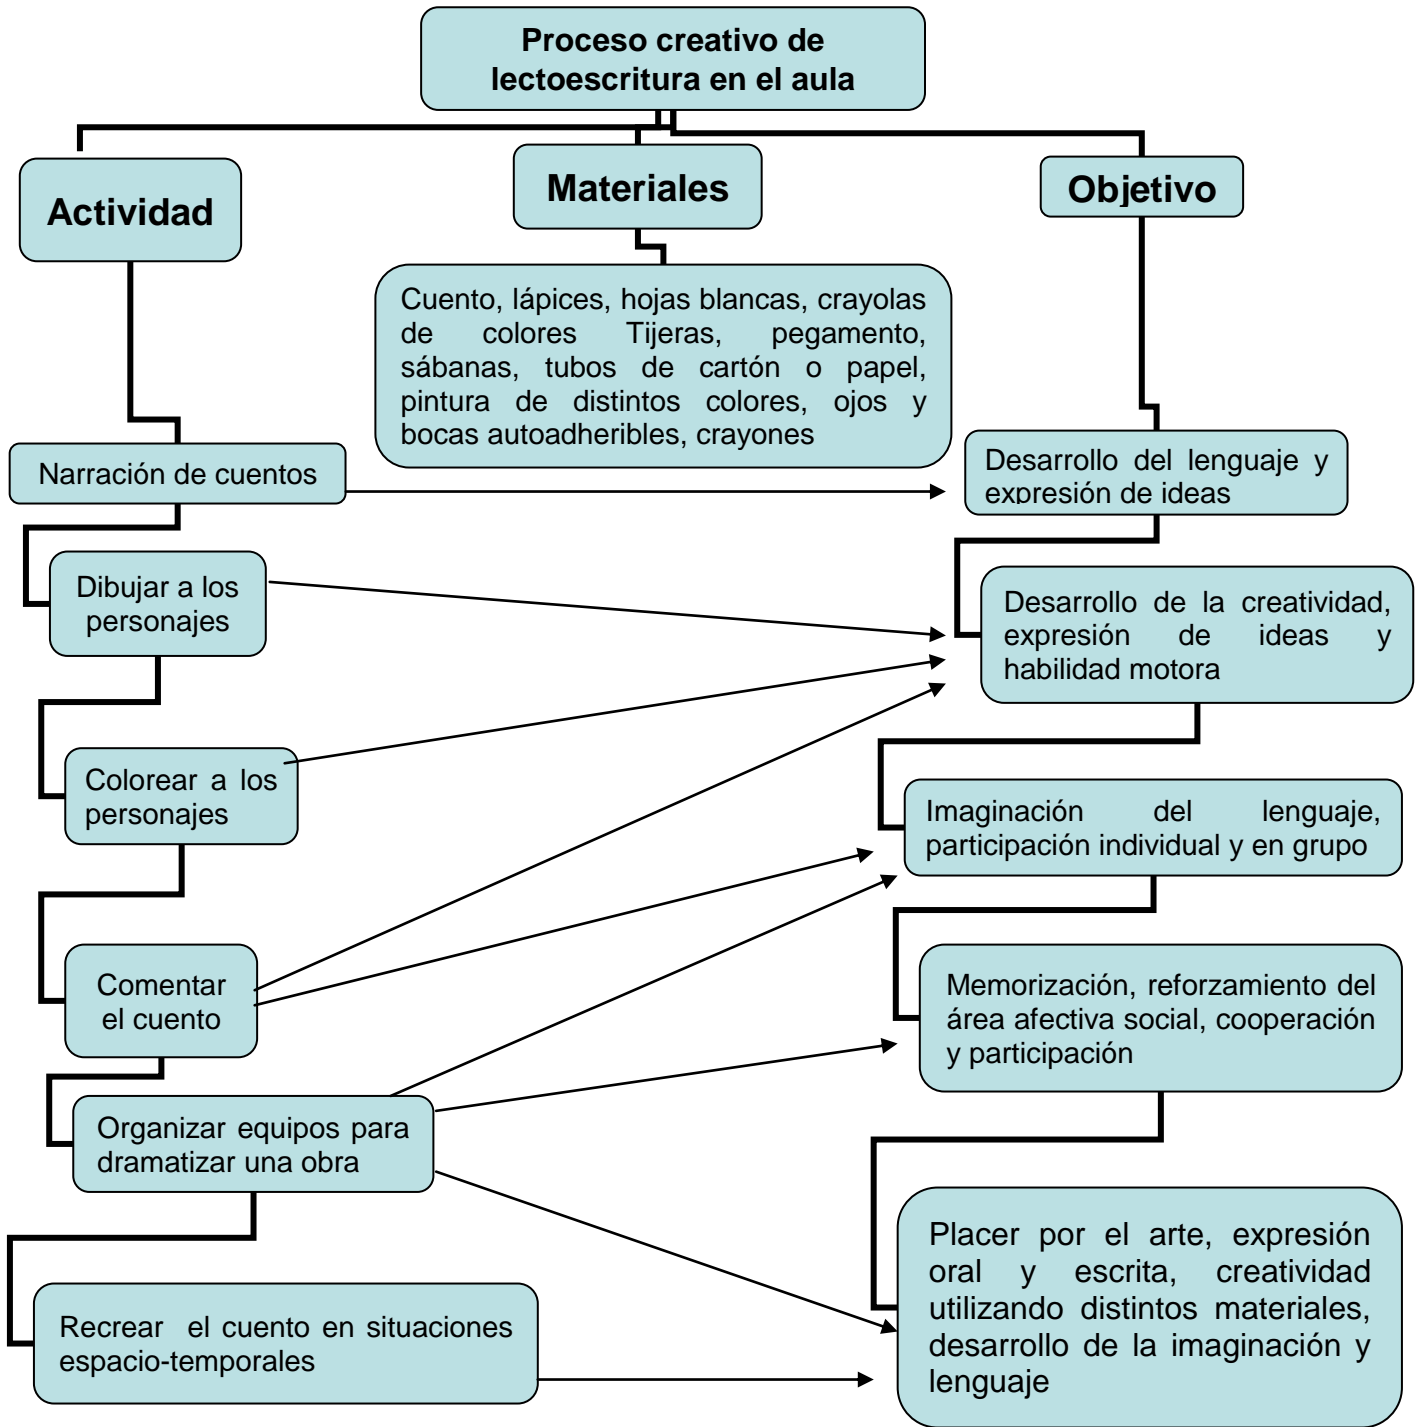 Proceso creativo de
lectoescritura en el aula
Actividad
Materiales
Objetivo
Cuento, lápices, hojas blancas, crayolas
de colores Tijeras, pegamento,
sábanas, tubos de cartón o papel,
pintura de distintos colores, ojos y
bocas autoadheribles, crayones
Narración de cuentos
Desarrollo del lenguaje y
expresión de ideas
Dibujar a los
personajes
Desarrollo de la creatividad,
expresión de ideas y
habilidad motora
Colorear a los
personajes
Imaginación del lenguaje,
participación individual y en grupo
Comentar
el cuento
Memorización, reforzamiento del
área afectiva social, cooperación
y participación
Organizar equipos para
dramatizar una obra
Placer por el arte, expresión
oral y escrita, creatividad
utilizando distintos materiales,
desarrollo de la imaginación y
lenguaje
Recrear el cuento en situaciones
espacio-temporales